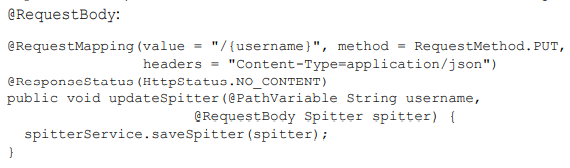 @RequestBody:
@RequestMapping(value = "/{username}", method = RequestMethod.PUT,
headers = "Content-Type=application/json")
@ResponseStatus(HttpStatus.NO_CONTENT)
public void updateSpitter(@PathVariable String username,
@RequestBody Spitter spitter) {
spitterService.saveSpitter(spitter);
}